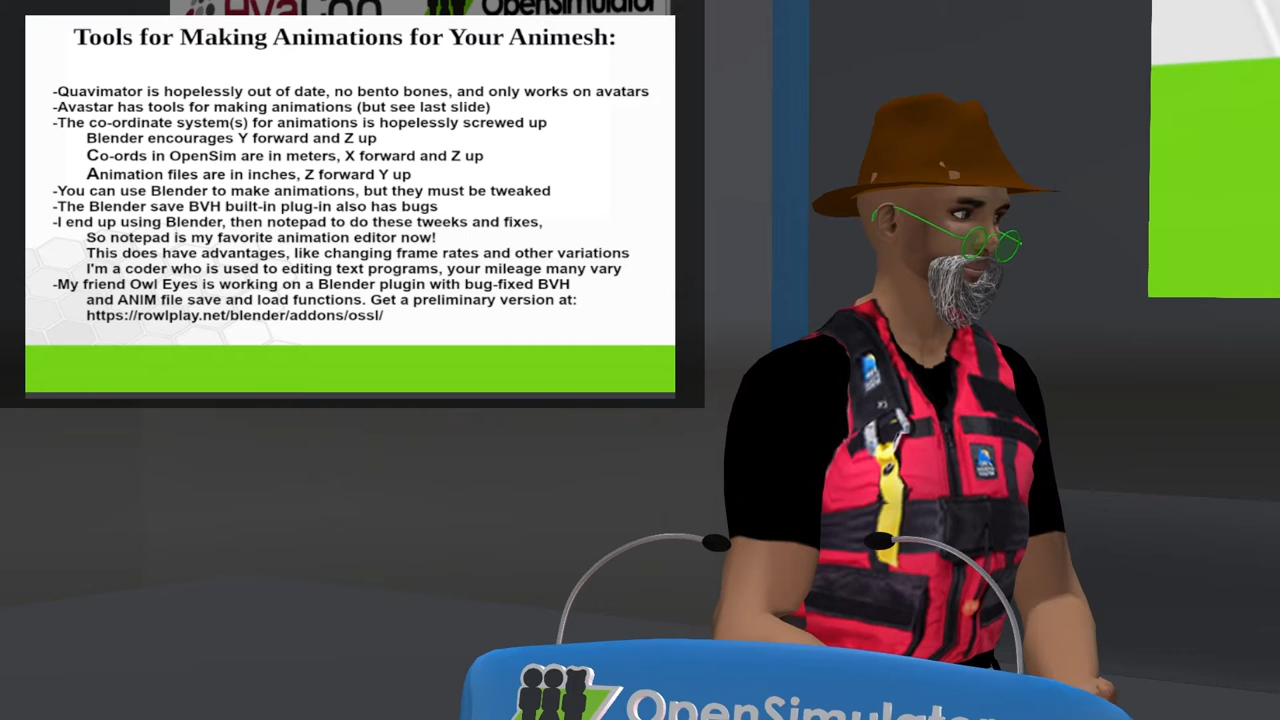 AvaCon
OpenSimulator
Tools for Making Animations for Your Animesh:
-Quavimator is hopelessly out of date, no bento bones, and only works on avatars
-Avastar has tools for making animations (but see last slide)
-The co-ordinate system(s) for animations is hopelessly screwed up
Blender encourages Y forward and Z up
Co-ords in OpenSim are in meters, X forward and Z up
Animation files are in inches, Z forward Y up
-You can use Blender to make animations, but they must be tweaked
-The Blender save BVH built-in plug-in also has bugs
-I end up using Blender, then notepad to do these tweeks and fixes,
So notepad is my favorite animation editor now!
This does have advantages, like changing frame rates and other variations
I'm a coder who is used to editing text programs, your mileage many vary
-My friend Owl Eyes is working on a Blender plugin with bug-fixed BVH
and ANIM file save and load functions. Get a preliminary version at:
https://rowlplay.net/blender/addons/ossl/
OpenSimulator